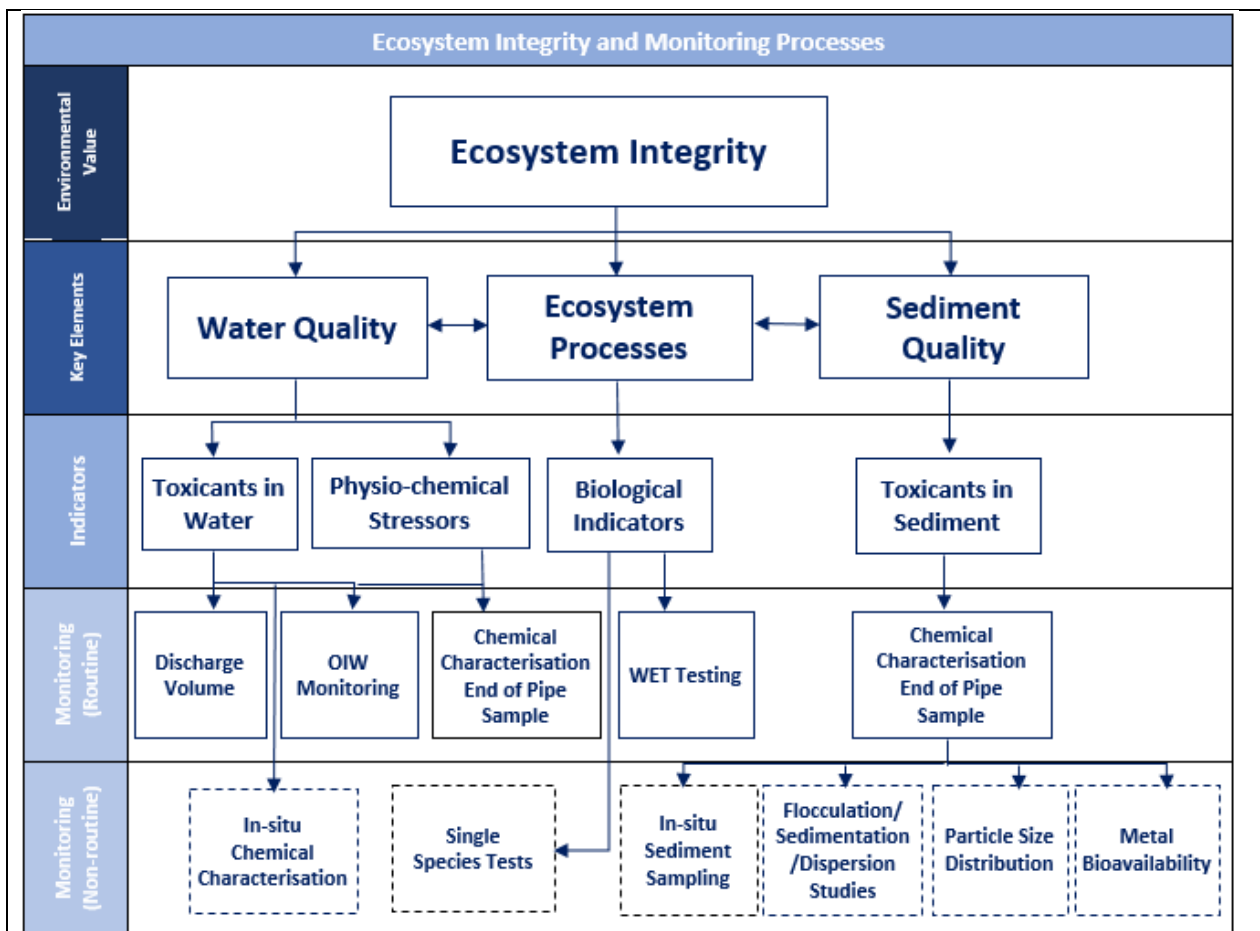 Ecosystem Integrity and Monitoring Processes
Environmental
Value
Ecosystem Integrity
Key Elements
Water Quality
Ecosystem
Processes
Sediment
Quality
Indicators
Toxicants in
Water
Physio-chemical
Stressors
Biological
Indicators
Toxicants in
Sediment
Monitoring
(Routine)
Discharge
Volume
OIW
Monitoring
Chemical
Characterisation
End of Pipe
Sample
WET Testing
Chemical
Characterisation
End of Pipe
Sample
Monitoring
(Non-routine)
In-situ
Chemical
Characterisation
Single
Species Tests
In-situ
Sediment
Sampling
Flocculation/
Sedimentation
/Dispersion
Studies
Particle Size
Distribution
Metal
Bioavailability